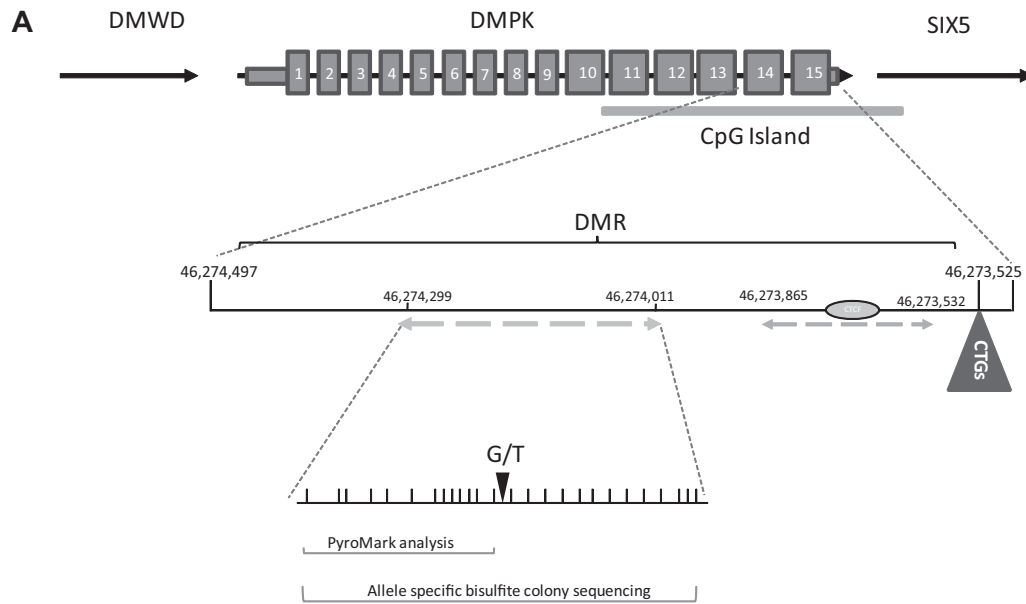 A
DMWD
DMPK
SIX5
1 2 3 4 5 6 7 8 9 10 11 12 13 14 15
CpG Island
DMR
46,274,497
46,273,525
46,274,299
46,274,011
46,273,865
46,273,532
CTCF
CTGs
G/T
PyroMark analysis
Allele specific bisulfite colony sequencing